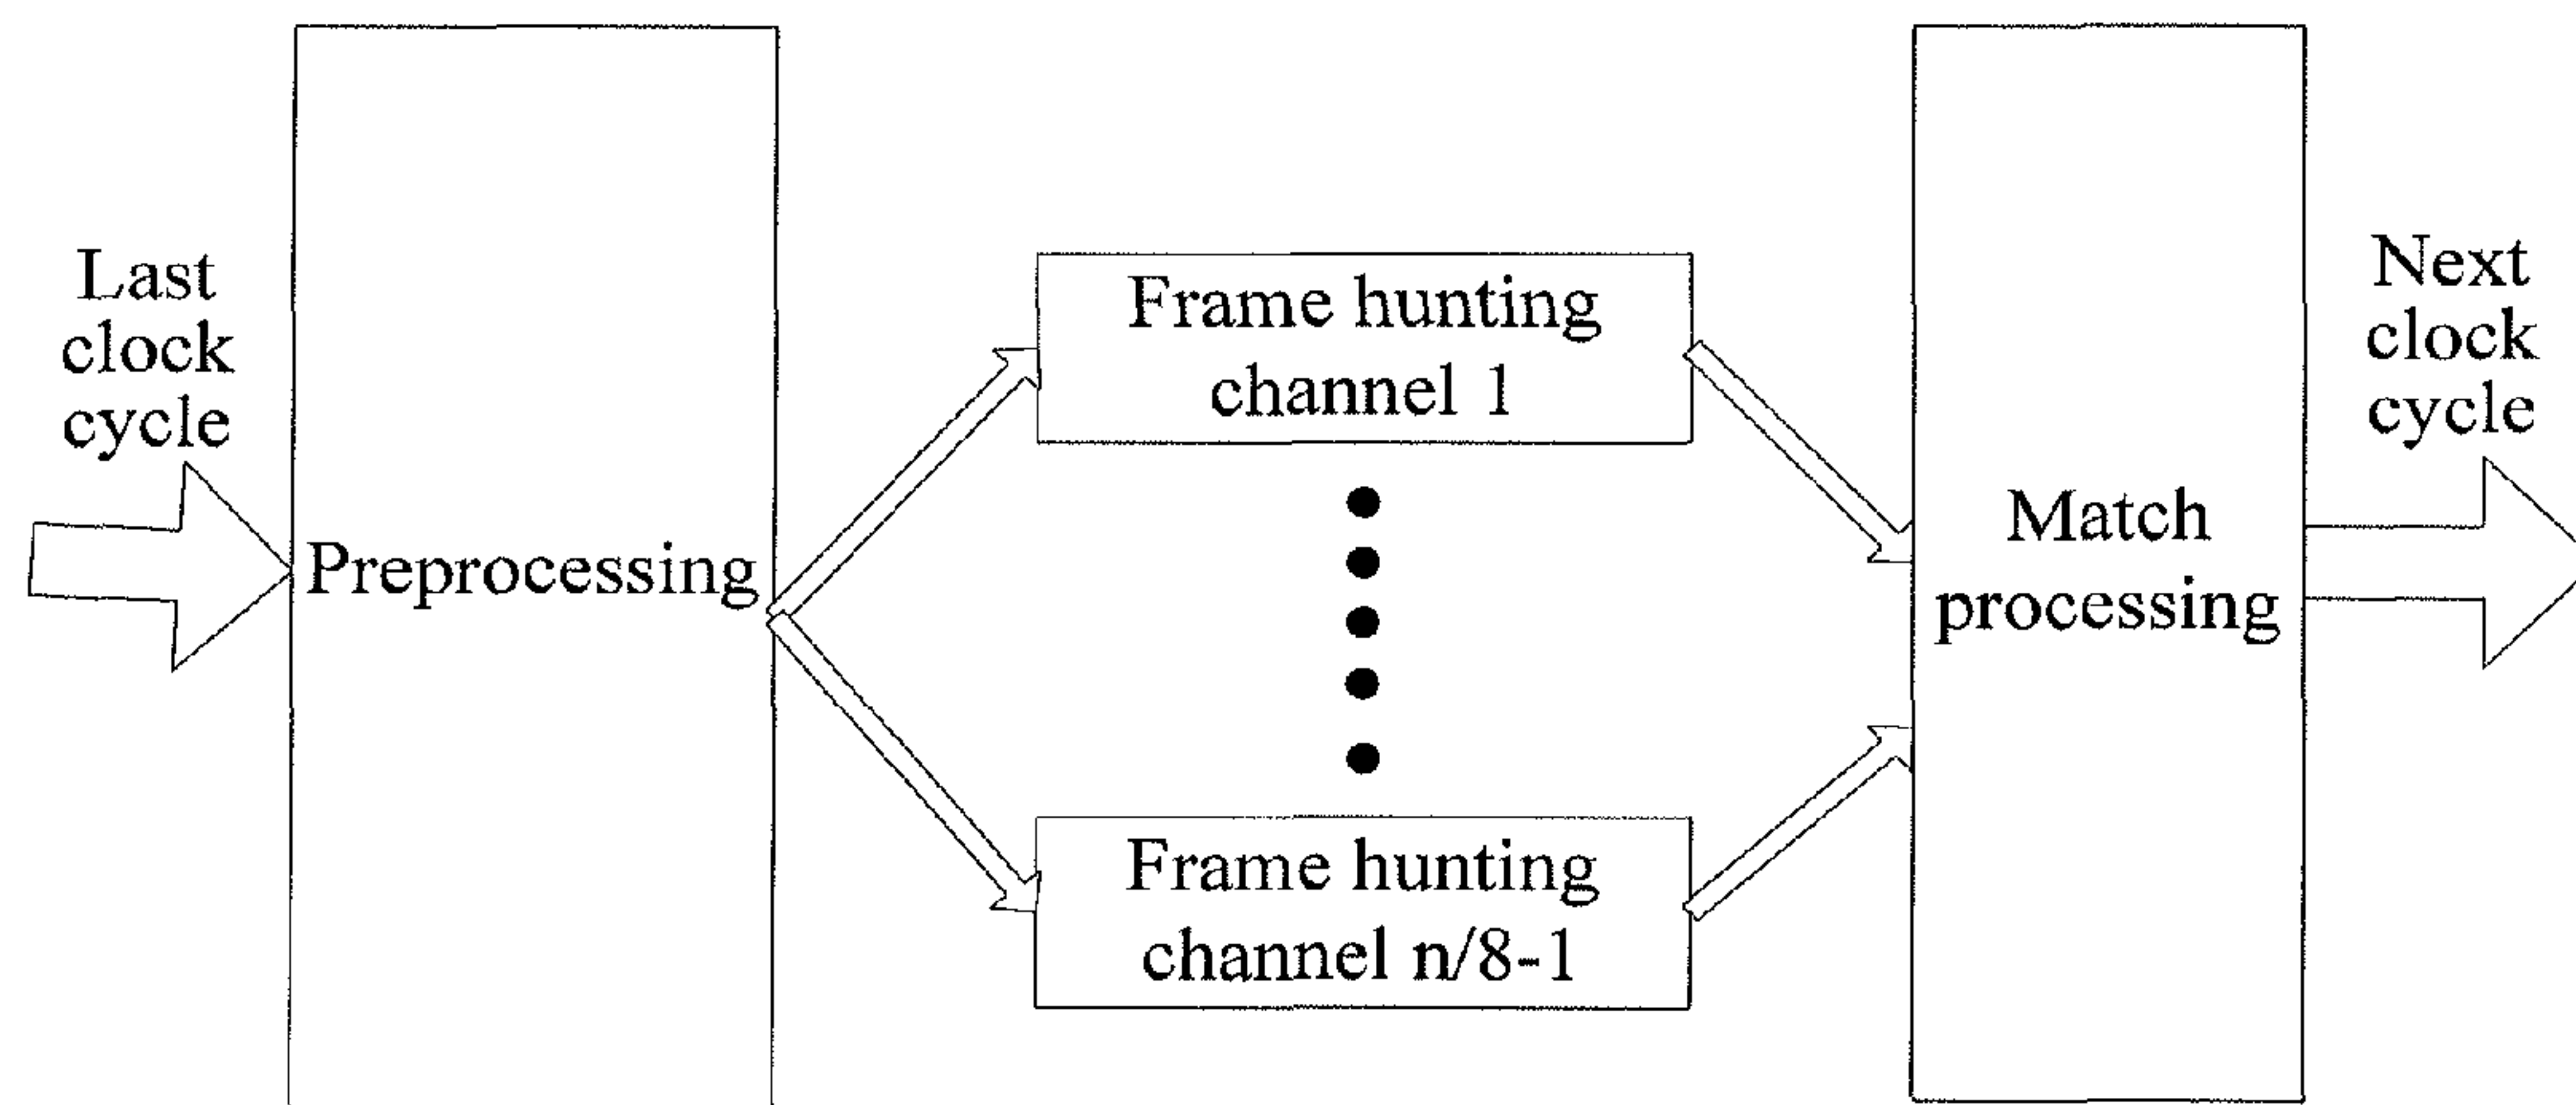 Last
clock
cycle
Preprocessing
Frame hunting
channel 1
Frame hunting
channel n/8-1
Match
processing
Next
clock
cycle